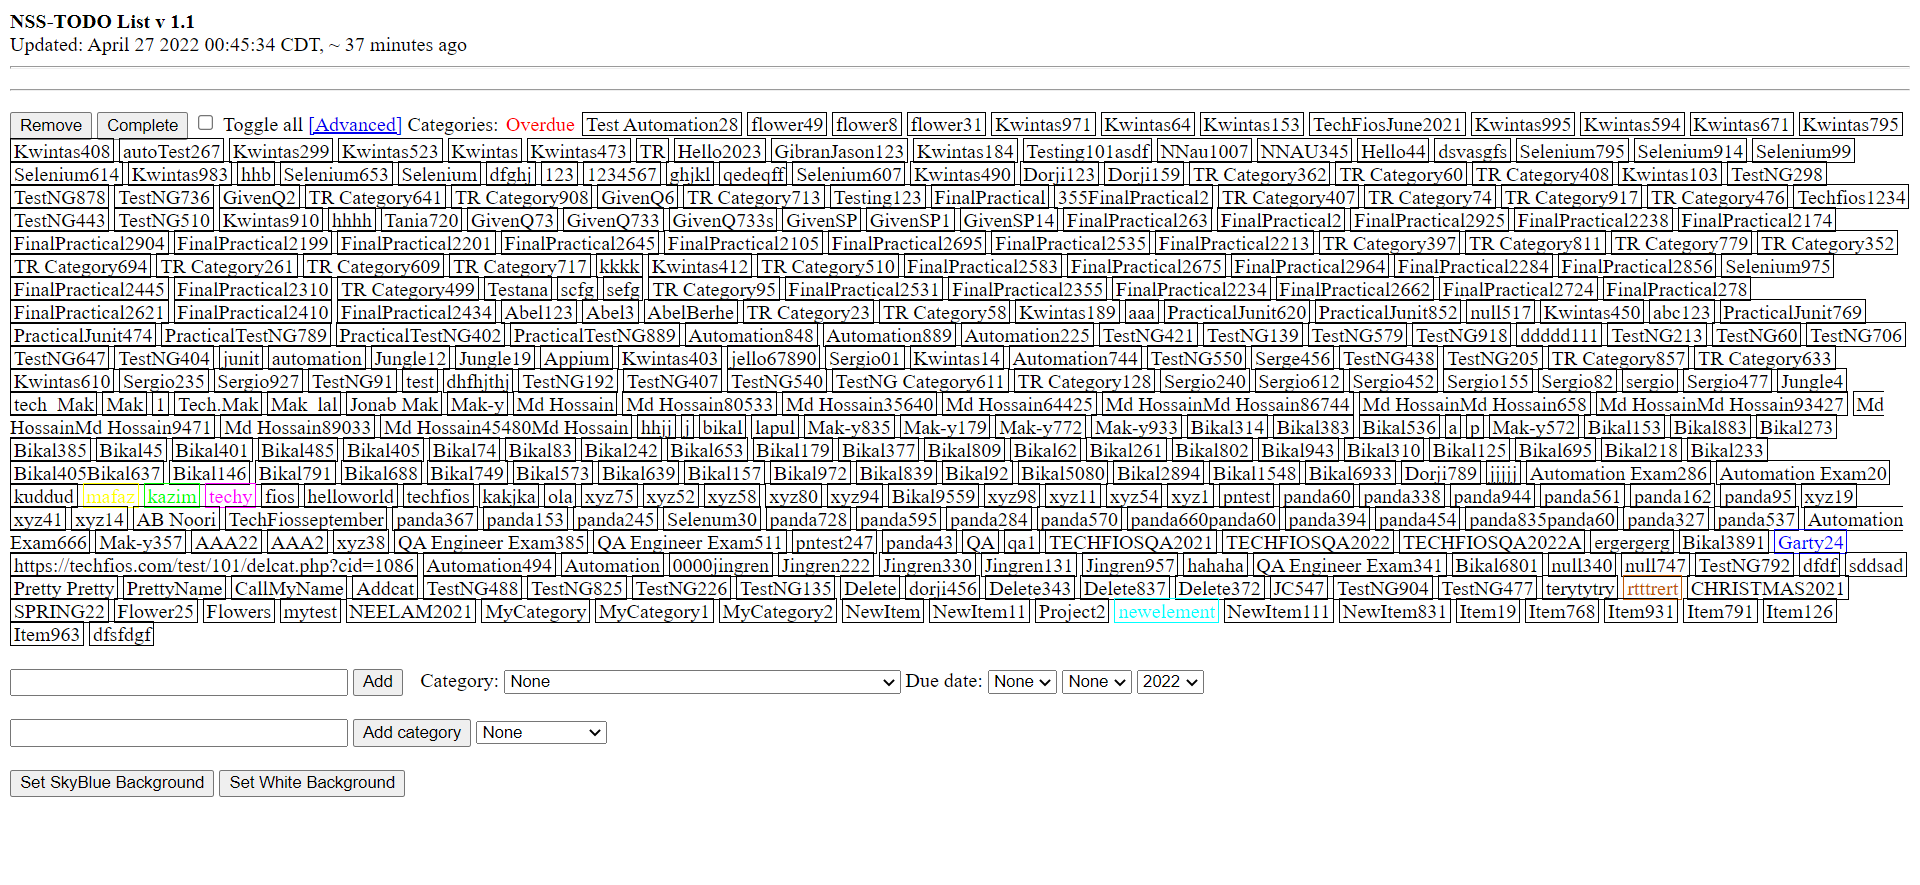 NSS-TODO List v 1.1
Updated: April 27 2022 00:45:34 CDT, ~ 37 minutes ago
Remove Complete Toggle all [Advanced] Categories: Overdue Test Automation28 flower49 flower8 flower31 Kwintas971 Kwintas64 Kwintas153 TechFiosJune2021 Kwintas995 Kwintas594 Kwintas671 Kwintas795
Kwintas408 autoTest267 Kwintas299 Kwintas523 Kwintas Kwintas473 TR Hello2023 GibranJason123 Kwintas184 Testing101asdf NNau1007 NNAU345 Hello44 dsvasgfs Selenium795 Selenium914 Selenium99
Selenium614 Kwintas983 hhb Selenium653 Selenium dfghj 123 1234567 ghjkl qedeqff Selenium607 Kwintas490 Dorji123 Dorji159 TR Category362 TR Category60 TR Category408 Kwintas103 TestNG298
TestNG878 TestNG736 GivenQ2 TR Category641 TR Category908 GivenQ6 TR Category713 Testing123 FinalPractical 355FinalPractical2 TR Category407 TR Category74 TR Category917 TR Category476 Techfios1234
TestNG443 TestNG510 Kwintas910 hhhh Tania720 GivenQ73 GivenQ733 GivenQ733s GivenSP GivenSP1 GivenSP14 FinalPractical263 FinalPractical2 FinalPractical2925 FinalPractical2238 FinalPractical2174
FinalPractical2904 FinalPractical2199 FinalPractical2201 FinalPractical2645 FinalPractical2105 FinalPractical2695 FinalPractical2535 FinalPractical2213 TR Category397 TR Category811 TR Category779 TR Category352
TR Category694 TR Category261 TR Category609 TR Category717 kkkk Kwintas412 TR Category510 FinalPractical2583 FinalPractical2675 FinalPractical2964 FinalPractical2284 FinalPractical2856 Selenium975
FinalPractical2445 FinalPractical2310 TR Category499 Testana scfg sefg TR Category95 FinalPractical2531 FinalPractical2355 FinalPractical2234 FinalPractical2662 FinalPractical2724 FinalPractical278
FinalPractical2621 FinalPractical2410 FinalPractical2434 Abel123 Abel3 AbelBerhe TR Category23 TR Category58 Kwintas189 aaa PracticalJunit620 PracticalJunit852 null517 Kwintas450 abc123 PracticalJunit769
PracticalJunit474 PracticalTestNG789 PracticalTestNG402 PracticalTestNG889 Automation848 Automation889 Automation225 TestNG421 TestNG139 TestNG579 TestNG918 ddddd111 TestNG213 TestNG60 TestNG706
TestNG647 TestNG404 junit automation Jungle12 Jungle19 Appium Kwintas403 jello67890 Sergio01 Kwintas14 Automation744 TestNG550 Serge456 TestNG438 TestNG205 TR Category857 TR Category633
Kwintas610 Sergio235 Sergio927 TestNG91 test dhfhjthj TestNG192 TestNG407 TestNG540 TestNG Category611 TR Category128 Sergio240 Sergio612 Sergio452 Sergio155 Sergio82 sergio Sergio477 Jungle4
tech_Mak Mak 1 Tech.Mak Mak_lal Jonab Mak Mak-y Md Hossain Md Hossain80533 Md Hossain35640 Md Hossain64425 Md HossainMd Hossain86744 Md HossainMd Hossain658 Md HossainMd Hossain93427 Md
HossainMd Hossain9471 Md Hossain89033 Md Hossain45480Md Hossain hhjj j bikal lapul Mak-y835 Mak-y179 Mak-y772 Mak-y933 Bikal314 Bikal383 Bikal536 a p Mak-y572 Bikal153 Bikal883 Bikal273
Bikal385 Bikal45 Bikal401 Bikal485 Bikal405 Bikal74 Bikal83 Bikal242 Bikal653 Bikal179 Bikal377 Bikal809 Bikal62 Bikal261 Bikal802 Bikal943 Bikal310 Bikal125 Bikal695 Bikal218 Bikal233
Bikal405Bikal637 Bikal146 Bikal791 Bikal688 Bikal749 Bikal573 Bikal639 Bikal157 Bikal972 Bikal839 Bikal92 Bikal5080 Bikal2894 Bikal1548 Bikal6933 Dorji789 jjjjj Automation Exam286 Automation Exam20
kuddud mafaz kazim techy fios helloworld techfios kakjka ola xyz75 xyz52 xyz58 xyz80 xyz94 Bikal9559 xyz98 xyz11 xyz54 xyz1 pntest panda60 panda338 panda944 panda561 panda162 panda95 xyz19
xyz41 xyz14 AB Noori TechFiosseptember panda367 panda153 panda245 Selenum30 panda728 panda595 panda284 panda570 panda660panda60 panda394 panda454 panda835panda60 panda327 panda537 Automation
Exam666 Mak-y357 AAA22 AAA2 xyz38 QA Engineer Exam385 QA Engineer Exam511 pntest247 panda43 QA qa1 TECHFIOSQA2021 TECHFIOSQA2022 TECHFIOSQA2022A ergergerg Bikal3891 Garty24
https://techfios.com/test/101/delcat.php?cid=1086 Automation494 Automation 0000jingren Jingren222 Jingren330 Jingren131 Jingren957 hahaha QA Engineer Exam341 Bikal6801 null340 null747 TestNG792 dfdf sddsad
Pretty Pretty PrettyName CallMyName Addcat TestNG488 TestNG825 TestNG226 TestNG135 Delete dorji456 Delete343 Delete837 Delete372 JC547 TestNG904 TestNG477 terytytry rtttrert CHRISTMAS2021
SPRING22 Flower25 Flowers mytest NEELAM2021 MyCategory MyCategory1 MyCategory2 NewItem NewItem11 Project2 newelement NewItem111 NewItem831 Item19 Item768 Item931 Item791 Item126
Item963 dfsfdgf
Add Category: None Due date: None None 2022
Add category None
Set SkyBlue Background Set White Background